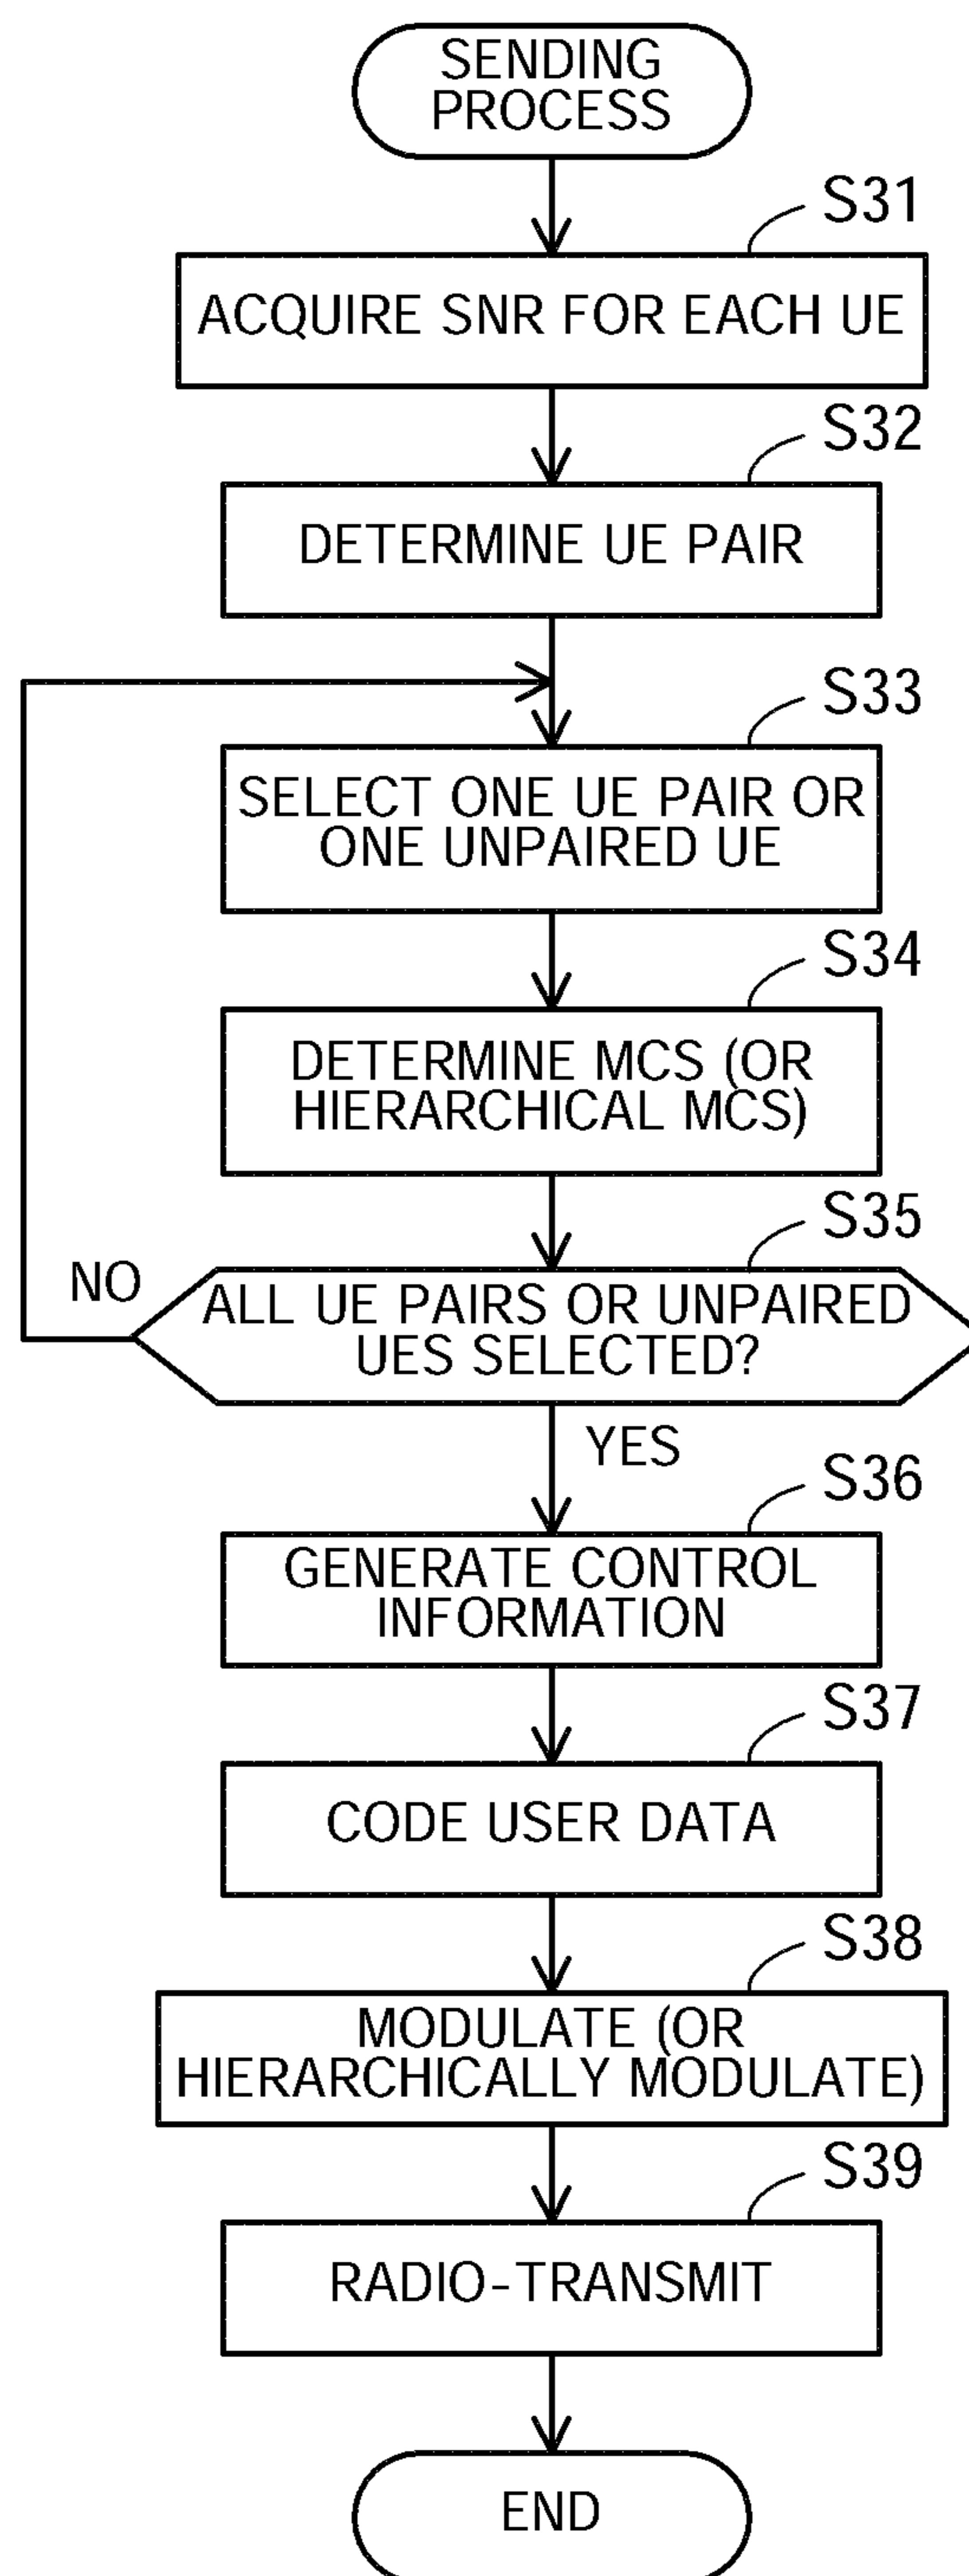 SENDING
PROCESS
S31
ACQUIRE SNR FOR EACH UE
S32
DETERMINE UE PAIR
S33
SELECT ONE UE PAIR OR
ONE UNPAIRED UE
S34
DETERMINE MCS (OR
HIERARCHICAL MCS)
S35
NO
ALL UE PAIRS OR UNPAIRED
UES SELECTED?
YES
S36
GENERATE CONTROL
INFORMATION
S37
CODE USER DATA
S38
MODULATE (OR
HIERARCHICALLY MODULATE)
S39
RADIO-TRANSMIT
END